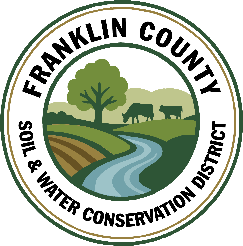 FRANKLIN COUNTY
SOIL & WATER CONSERVATION DISTRICT